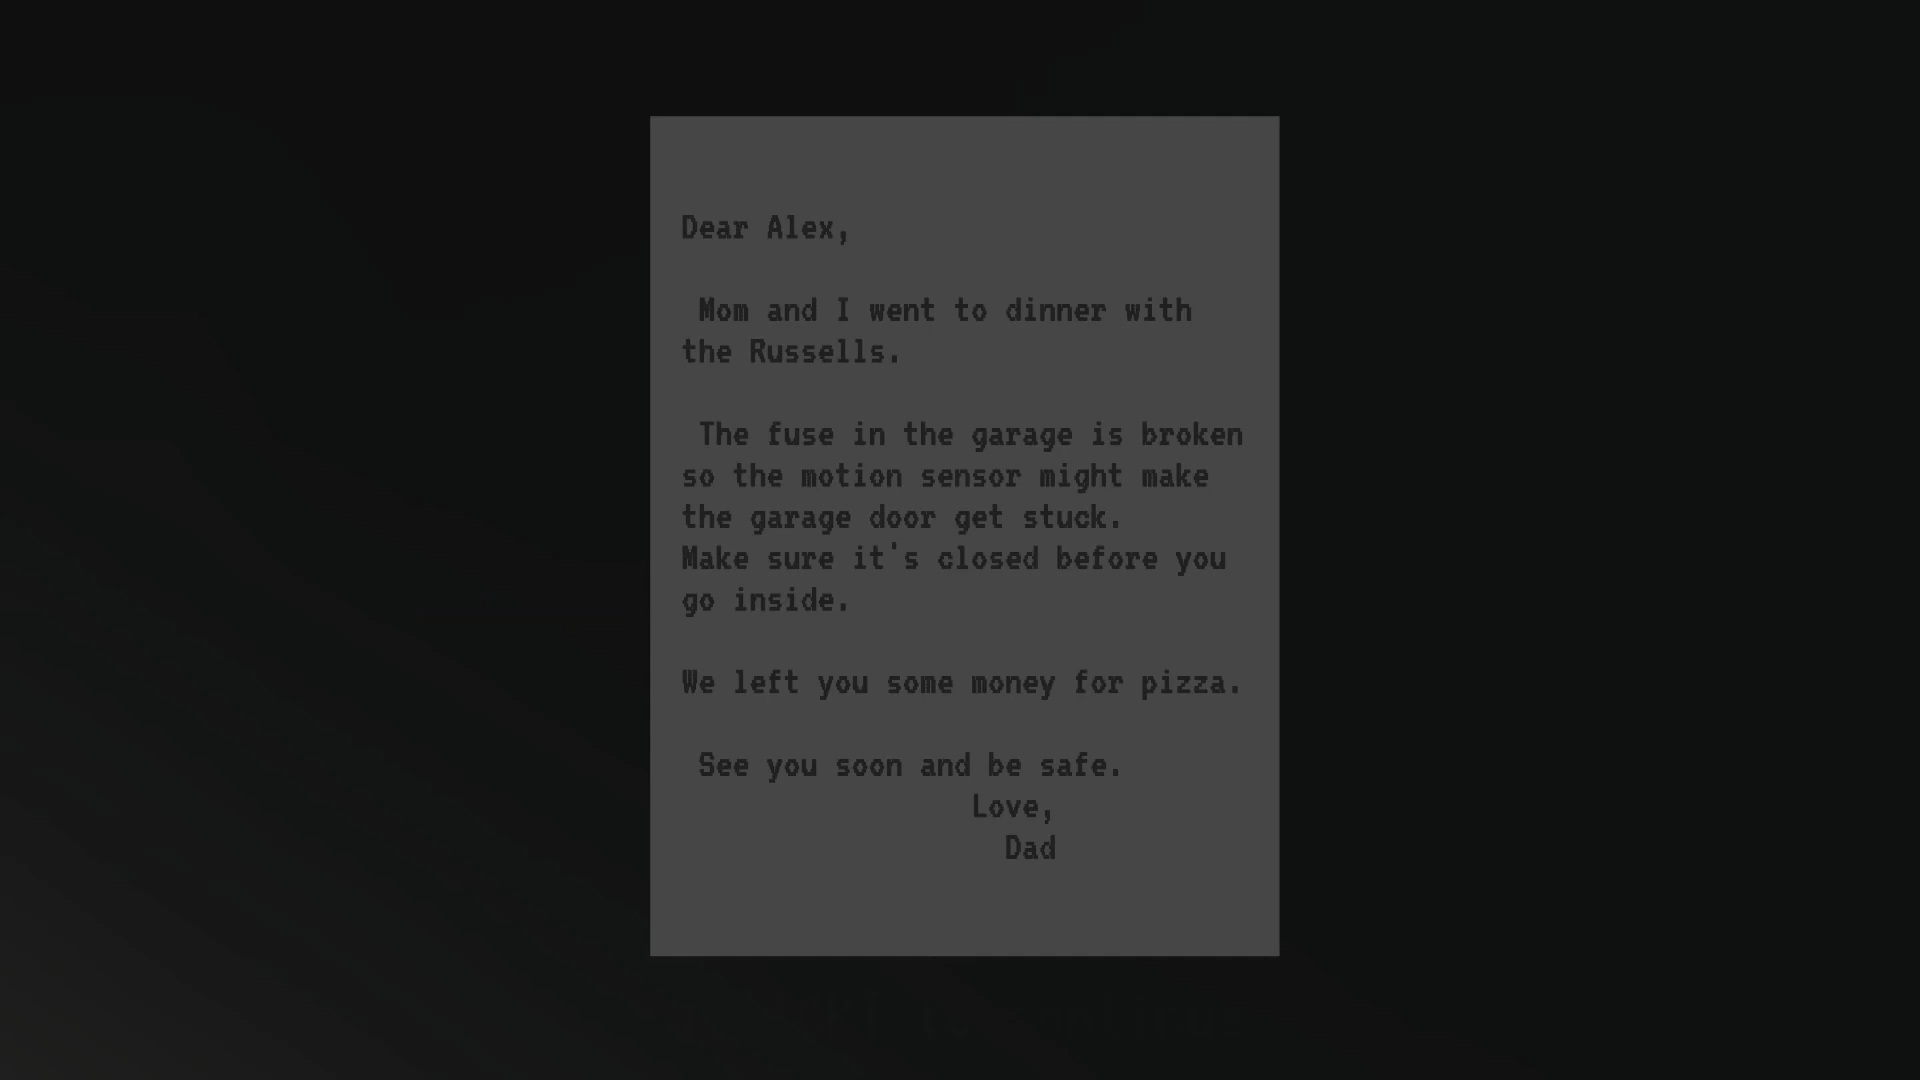 Dear Alex,
Mom and I went to dinner with
the Russells.
The fuse in the garage is broken
so the motion sensor might make
the garage door get stuck.
Make sure it's closed before you
go inside.
We left you some money for pizza.
See you soon and be safe.
Love,
Dad